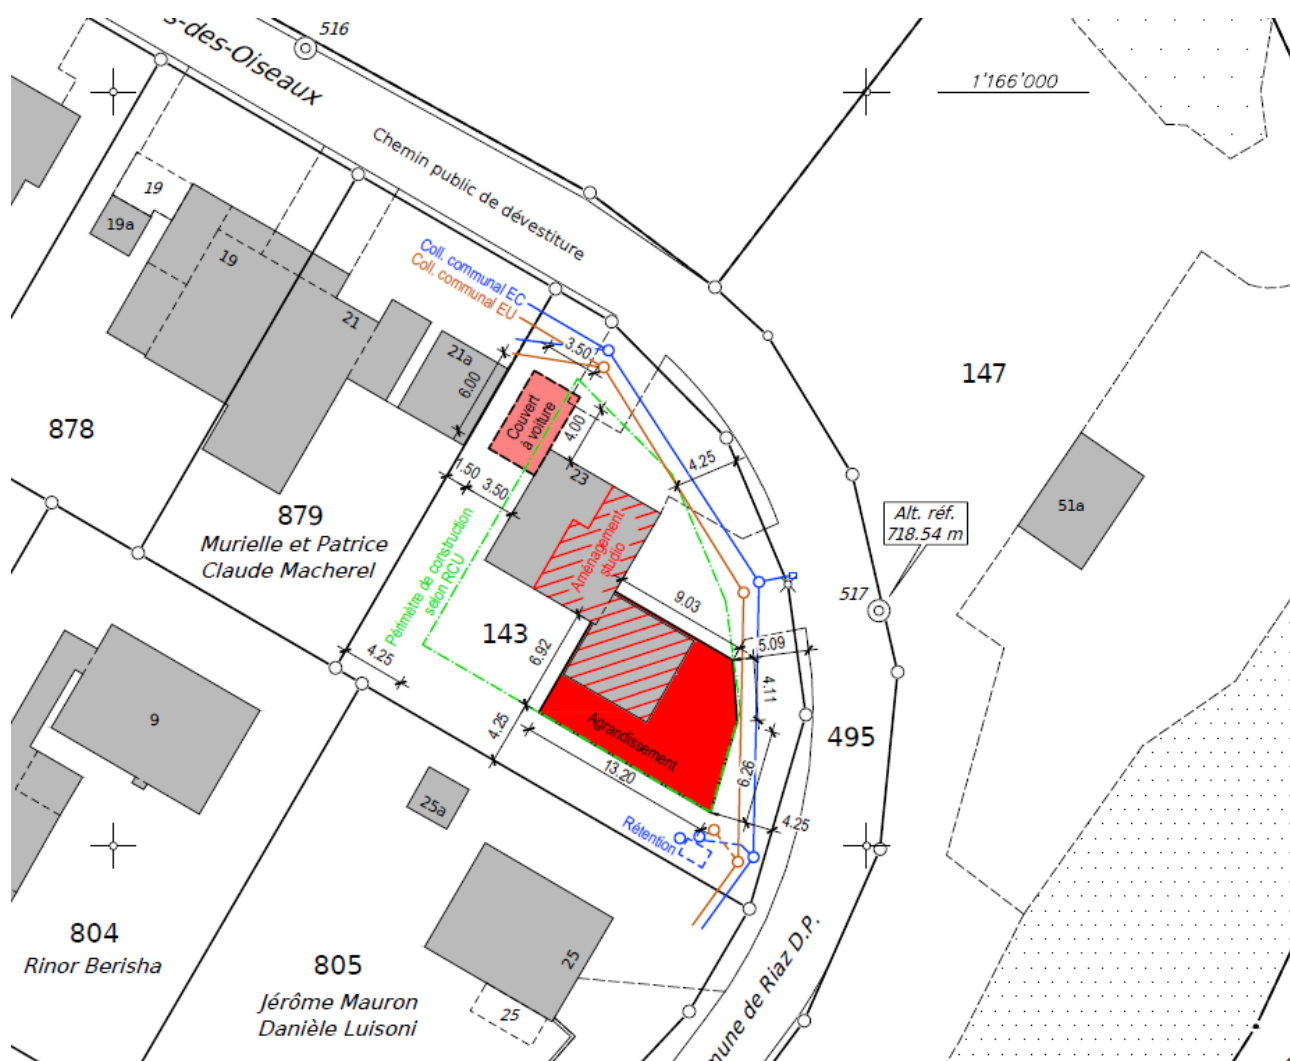 516
s-des-Oiseaux
1'166'000
Chemin public de dévestiture
19
19a
19
21
21a
Coll. communal EC
Coll. communal EU
3.50
6.00
Couvert
à voiture
4.00
4.25
147
878
1.50
3.50
23
51a
879
Murielle et Patrice
Claude Macherel
Périmètre de construction
selon RCU
Aménagement
studio
Alt. réf.
718.54 m
517
9.03
143
6.92
5.09
4.25
4.11
9
4.25
Agrandissement
495
13.20
6.26
25a
Rétention
4.25
804
Rinor Berisha
805
Jérôme Mauron
Danièle Luisoni
25
25
mune de Riaz D.P.